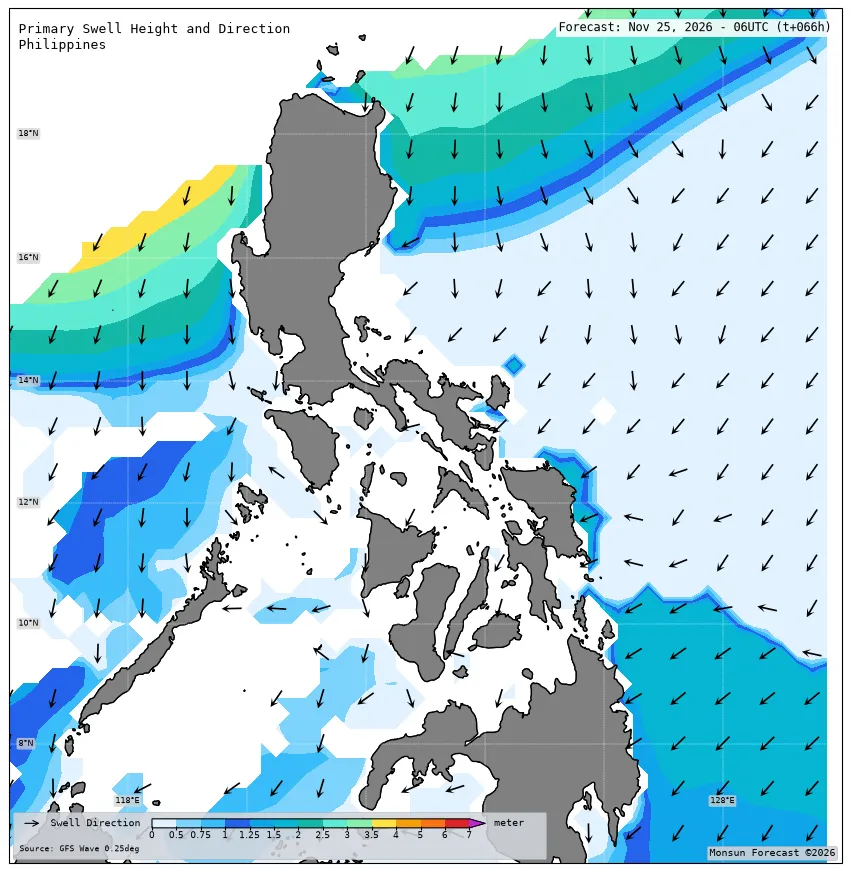 Primary Swell Height and Direction
Philippines
Forecast: Nov 25, 2026 - 06UTC (t+066h)
18°N
16°N
14°N
12°N
10°N
8°N
118°E
128°E
Swell Direction
0 0.5 0.75 1 1.25 1.5 2 2.5 3 3.5 4 5 6 7
meter
Source: GFS Wave 0.25deg
Monsun Forecast ©2026